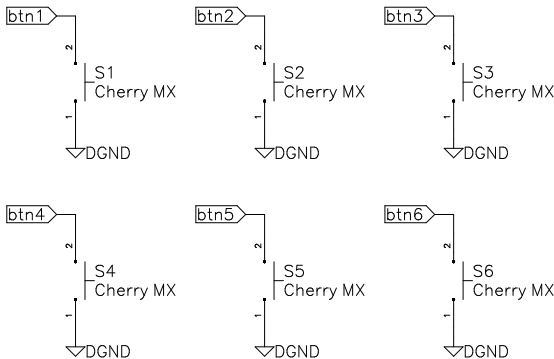 btn1 btn2 btn3
2 2 2
S1 S2 S3
Cherry MX Cherry MX Cherry MX
1 1 1
DGND DGND DGND
btn4 btn5 btn6
2 2 2
S4 S5 S6
Cherry MX Cherry MX Cherry MX
1 1 1
DGND DGND DGND